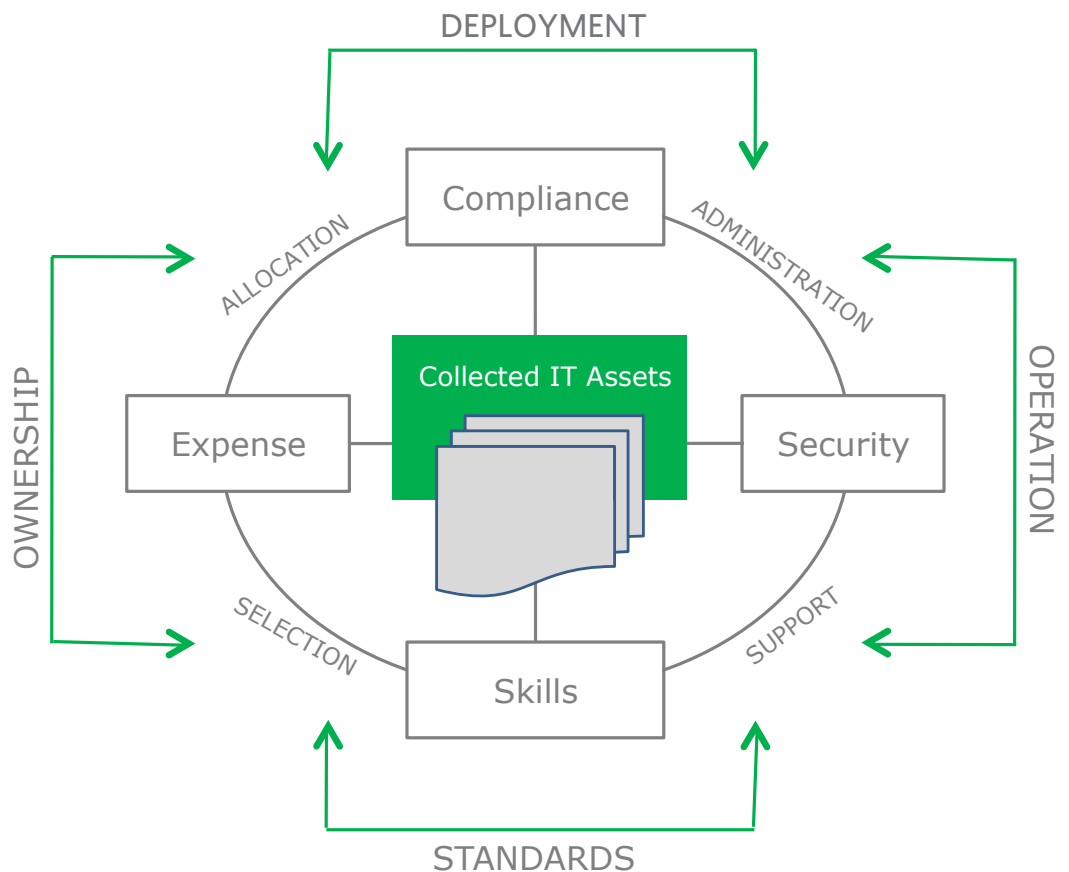 DEPLOYMENT
Compliance
ALLOCATION
ADMINISTRATION
Collected IT Assets
OWNERSHIP
Expense
Security
OPERATION
SELECTION
SUPPORT
Skills
STANDARDS